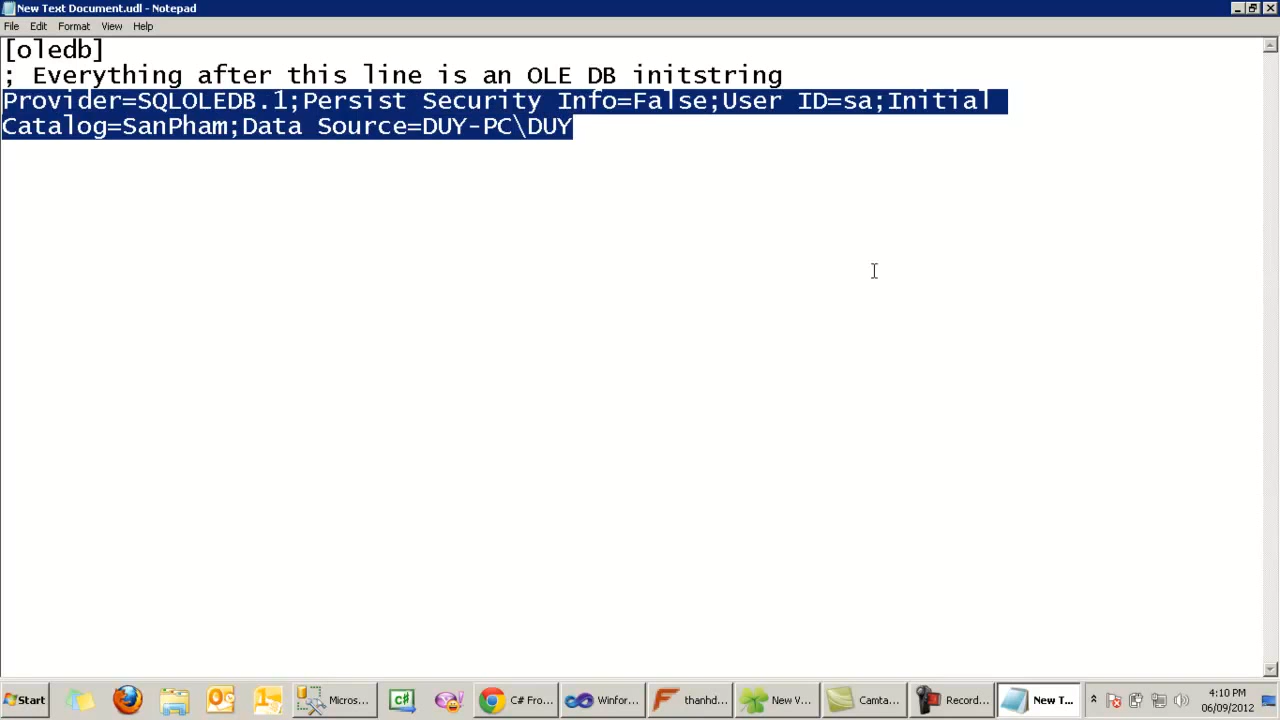 New Text Document.udl - Notepad
File Edit Format View Help
[oledb]
; Everything after this line is an OLE DB initstring
Provider=SQLOLEDB.1;Persist Security Info=False;User ID=sa;Initial
Catalog=SanPham;Data Source=DUY-PC\DUY
Start Micros... C# C# Fro... Winfor... thanhd... New V... Camta... Record... New T... 4:10 PM
06/09/2012